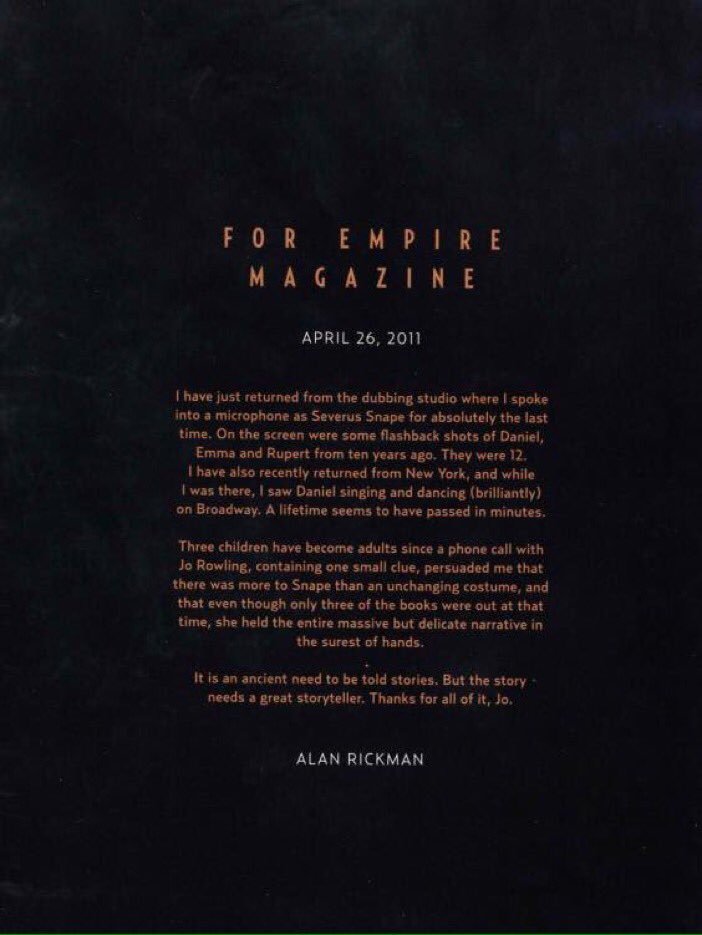 FOR EMPIRE
MAGAZINE
APRIL 26, 2011
I have just returned from the dubbing studio where I spoke
into a microphone as Severus Snape for absolutely the last
time. On the screen were some flashback shots of Daniel,
Emma and Rupert from ten years ago. They were 12.
I have also recently returned from New York, and while
I was there, I saw Daniel singing and dancing (brilliantly)
on Broadway. A lifetime seems to have passed in minutes.
Three children have become adults since a phone call with
Jo Rowling, containing one small clue, persuaded me that
there was more to Snape than an unchanging costume, and
that even though only three of the books were out at that
time, she held the entire massive but delicate narrative in
the surest of hands.
It is an ancient need to be told stories. But the story
needs a great storyteller. Thanks for all of it, Jo.
ALAN RICKMAN